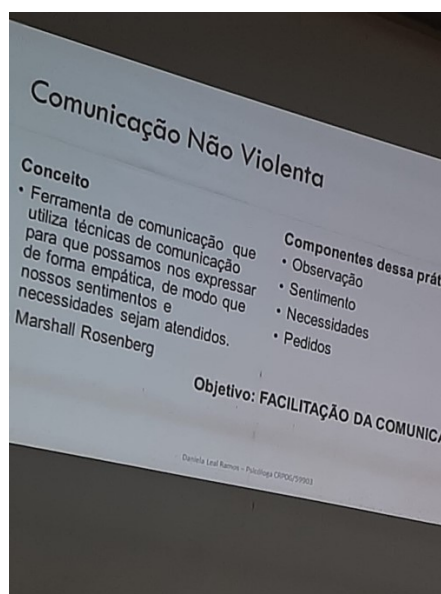 Comunicação Não Violenta
Conceito
• Ferramenta de comunicação que
utiliza técnicas de comunicação
para que possamos nos expressar
de forma empática, de modo que
nossos sentimentos e
necessidades sejam atendidos.
Marshall Rosenberg
Componentes dessa prát
• Observação
• Sentimento
• Necessidades
• Pedidos
Objetivo: FACILITAÇÃO DA COMUNICA
Daniela Leal Ramos – Psicóloga CRP06/59903